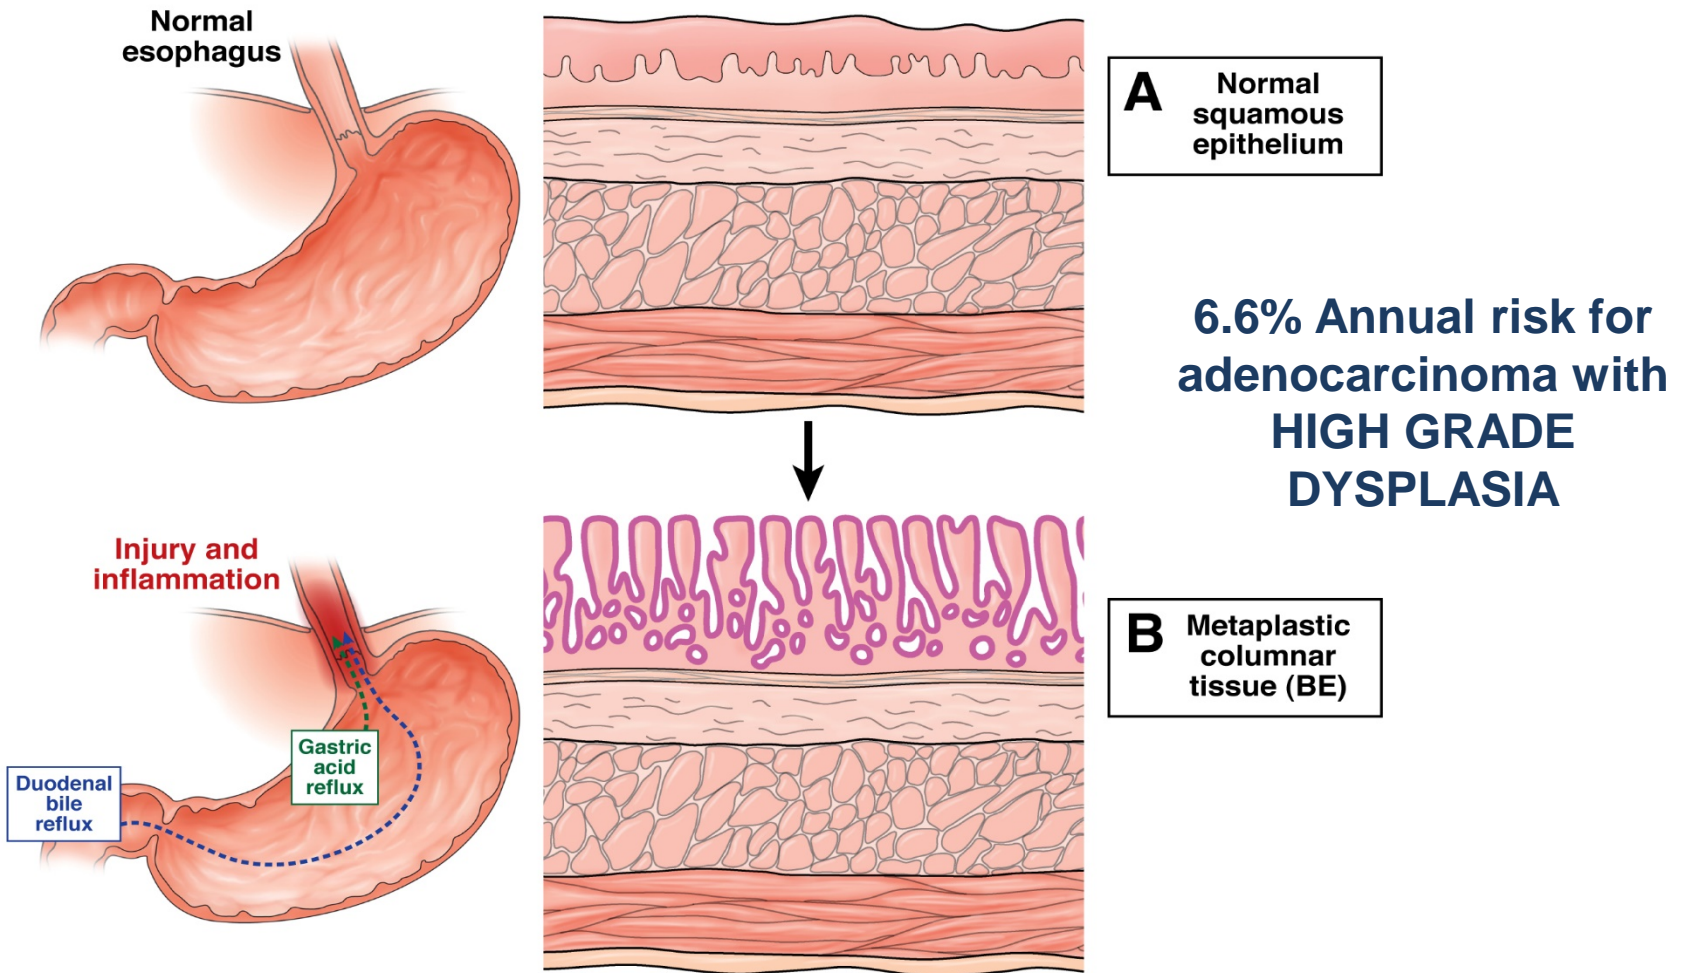 Normal
esophagus
A
Normal
squamous
epithelium
6.6% Annual risk for
adenocarcinoma with
HIGH GRADE
DYSPLASIA
Injury and
inflammation
Gastric
acid
reflux
Duodenal
bile
reflux
B
Metaplastic
columnar
tissue (BE)